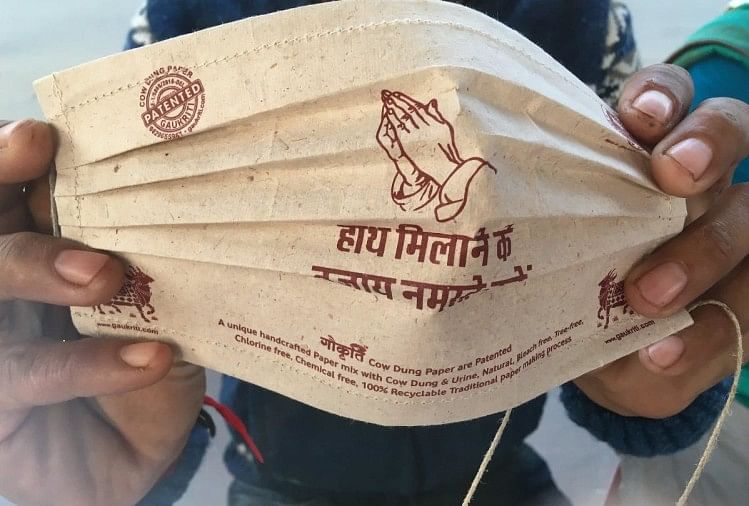 COW DUNG PAPER
PATENTED
GAUKRITI
हाथ मिलाने के
नमस्ते
www.gaukriti.com
www.gaukriti.com
गोकृति Cow Dung Paper are Patented
A unique handcrafted Paper mix with Cow Dung & Urine, Natural, Bleach free, Tree-free,
Chlorine free, Chemical free, 100% Recyclable Traditional paper making process